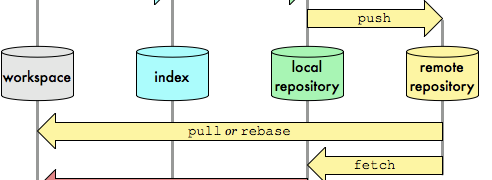 push
workspace
index
local
repository
remote
repository
pull or rebase
fetch